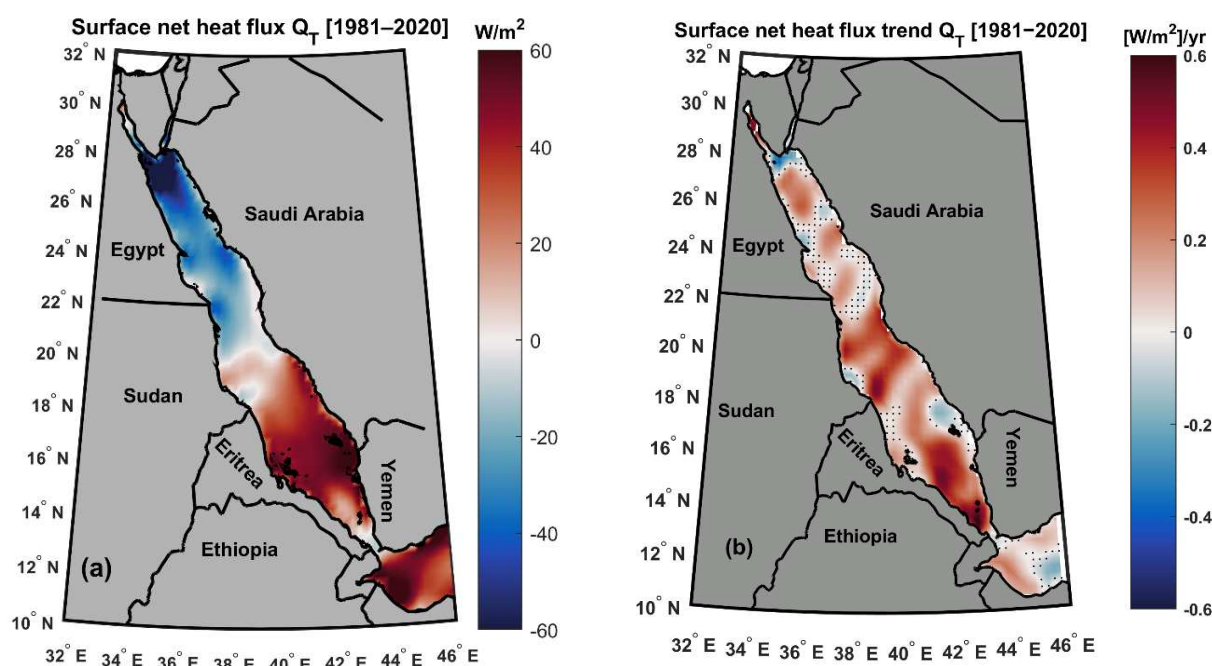 Surface net heat flux Q_T [1981–2020]
W/m²
32° N
30° N
28° N
26° N
24° N
22° N
20° N
18° N
16° N
14° N
12° N
10° N
Saudi Arabia
Egypt
Sudan
Eritrea
Yemen
Ethiopia
(a)
60
40
20
0
-20
-40
-60
32° E 34° E 36° E 38° E 40° E 42° E 44° E 46° E
Surface net heat flux trend Q_T [1981−2020]
[W/m²]/yr
32° N
30° N
28° N
26° N
24° N
22° N
20° N
18° N
16° N
14° N
12° N
10° N
Saudi Arabia
Egypt
Sudan
Eritrea
Yemen
Ethiopia
(b)
0.6
0.4
0.2
0
-0.2
-0.4
-0.6
32° E 34° E 36° E 38° E 40° E 42° E 44° E 46° E